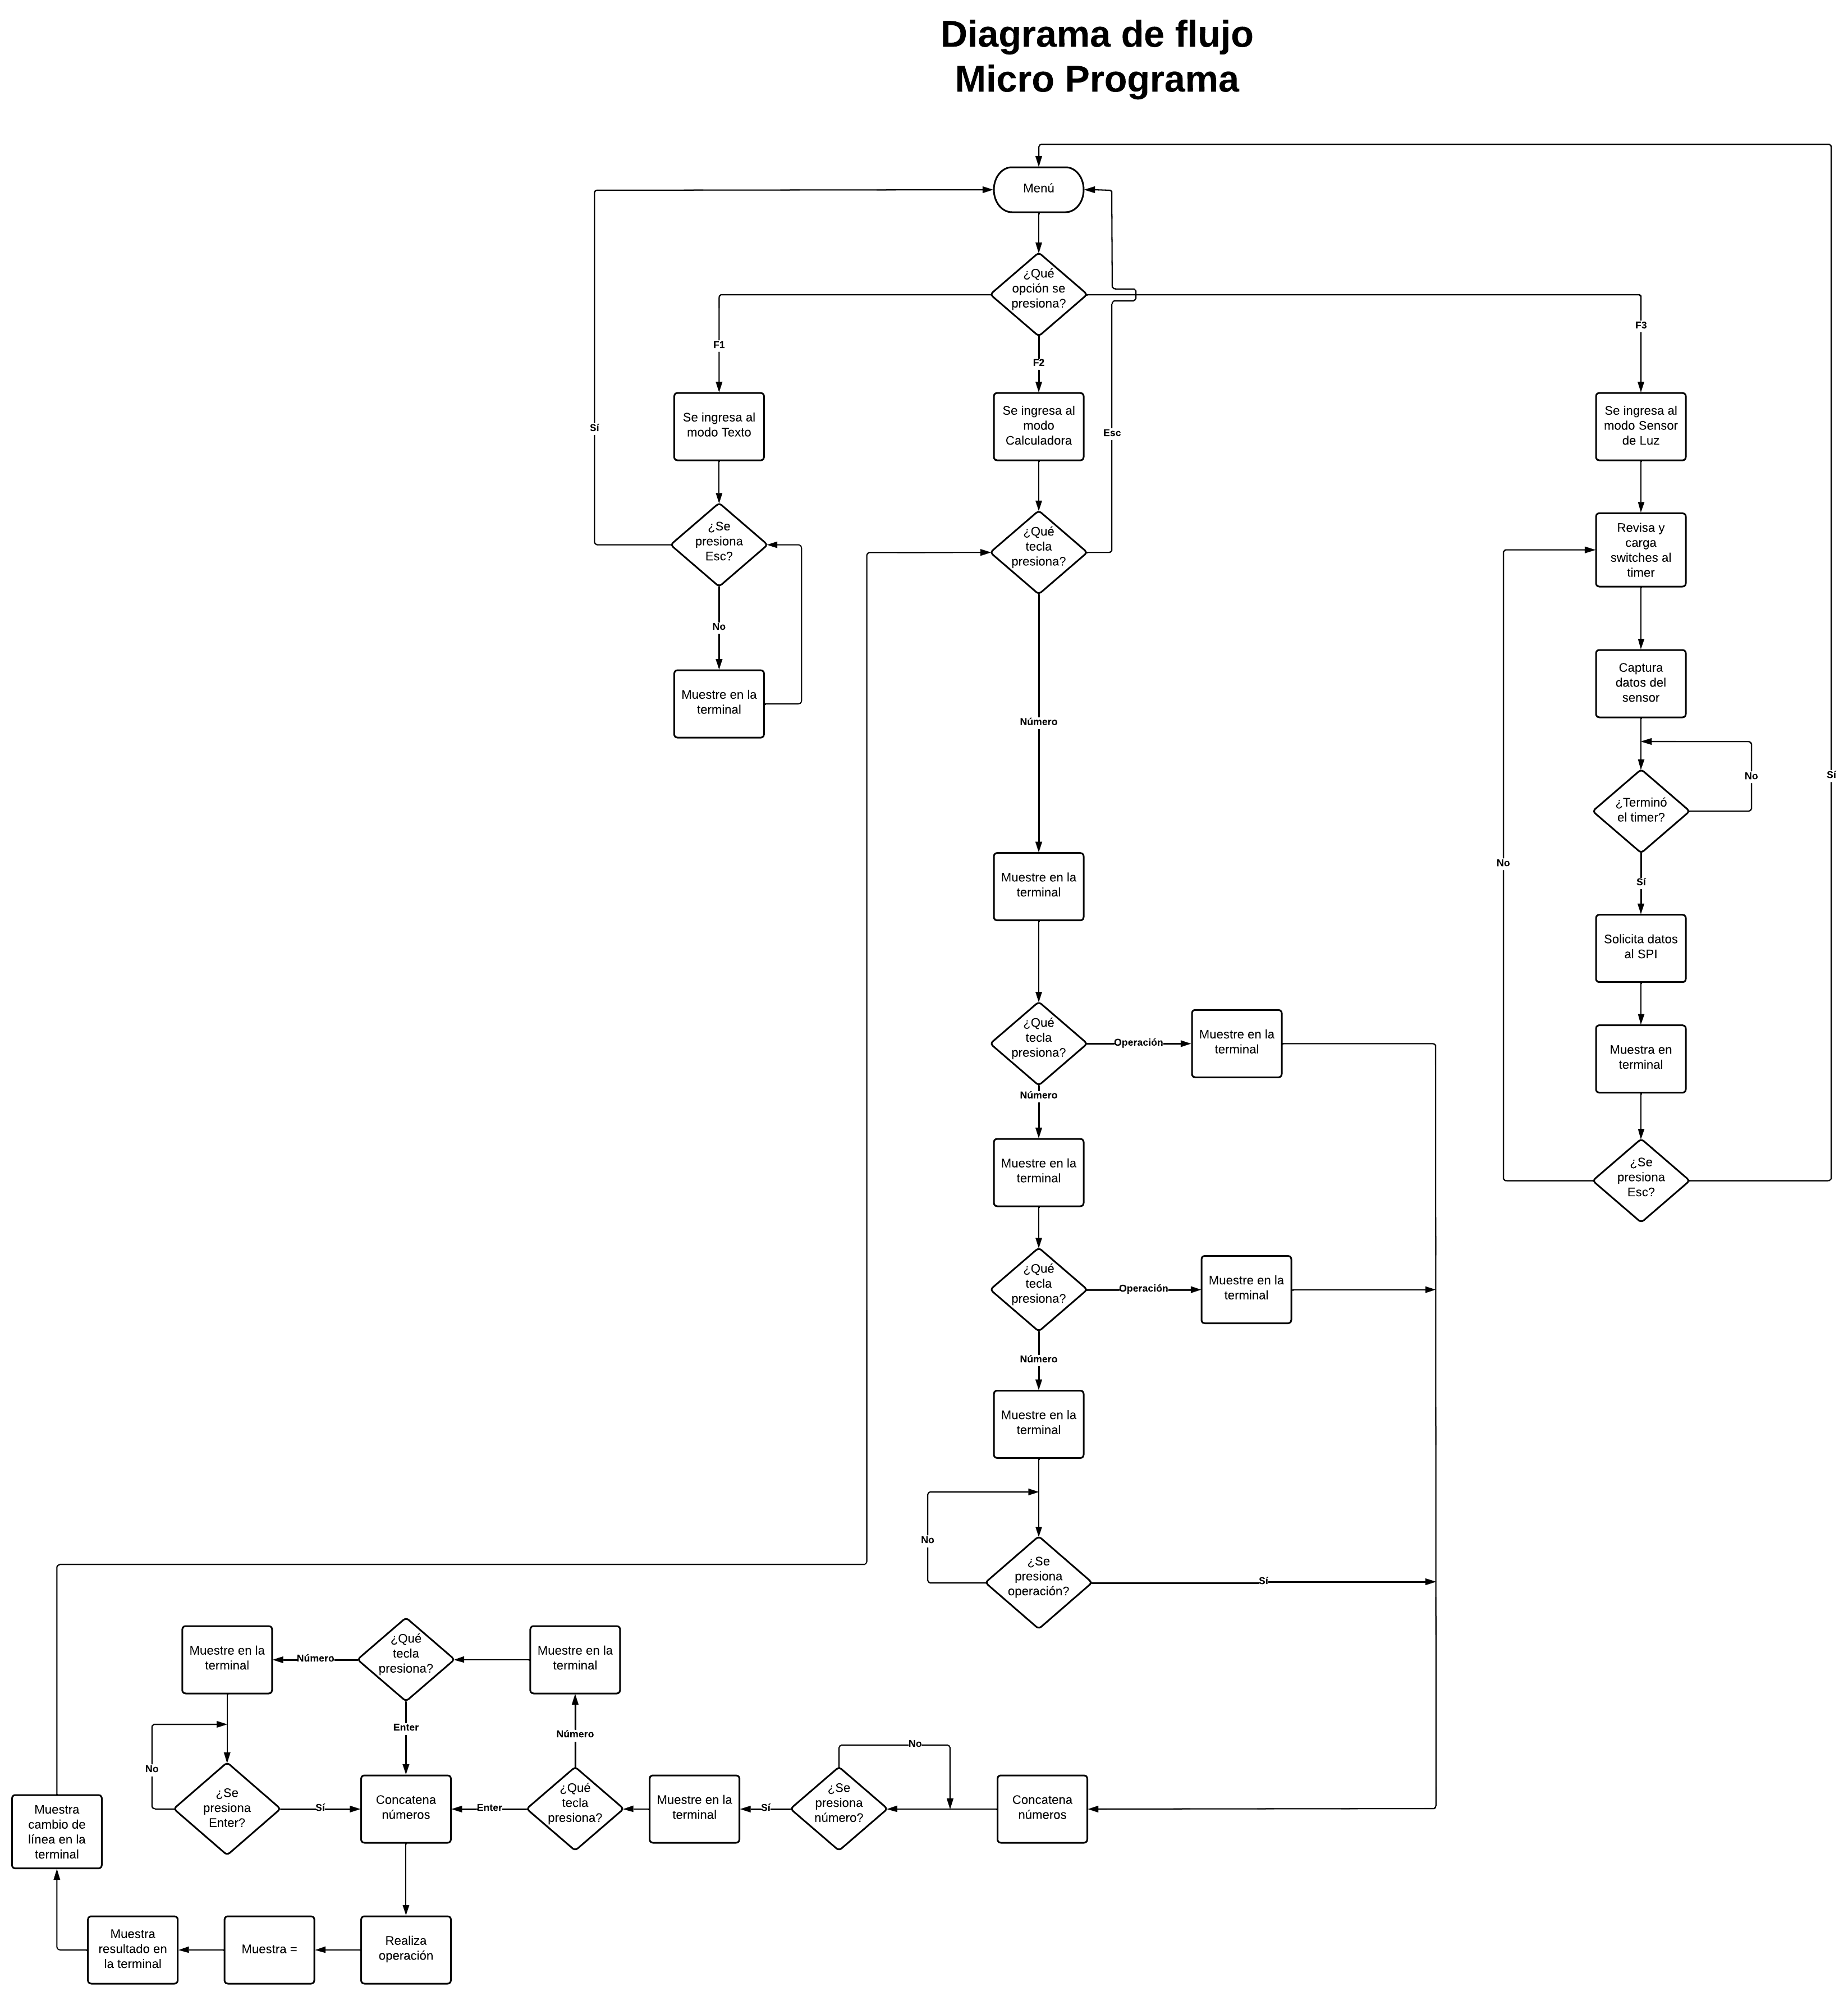 Diagrama de flujo
Micro Programa
Menú
¿Qué
opción se
presiona?
F1
F2
F3
Se ingresa al
modo Texto
Sí
¿Se
presiona
Esc?
No
Muestre en la
terminal
Se ingresa al
modo
Calculadora
Esc
¿Qué
tecla
presiona?
Número
Muestre en la
terminal
¿Qué
tecla
presiona?
Operación
Muestre en la
terminal
Número
Muestre en la
terminal
¿Qué
tecla
presiona?
Operación
Muestre en la
terminal
Número
Muestre en la
terminal
No
¿Se
presiona
operación?
Sí
Se ingresa al
modo Sensor
de Luz
Revisa y
carga
switches al
timer
Captura
datos del
sensor
No
¿Terminó
el timer?
Sí
Sí
No
Solicita datos
al SPI
Muestra en
terminal
¿Se
presiona
Esc?
Concatena
números
No
¿Se
presiona
número?
Sí
Muestre en la
terminal
¿Qué
tecla
presiona?
Número
Muestre en la
terminal
¿Qué
tecla
presiona?
Número
Muestre en la
terminal
Enter
Enter
No
¿Se
presiona
Enter?
Sí
Concatena
números
Realiza
operación
Muestra =
Muestra
resultado en
la terminal
Muestra
cambio de
línea en la
terminal